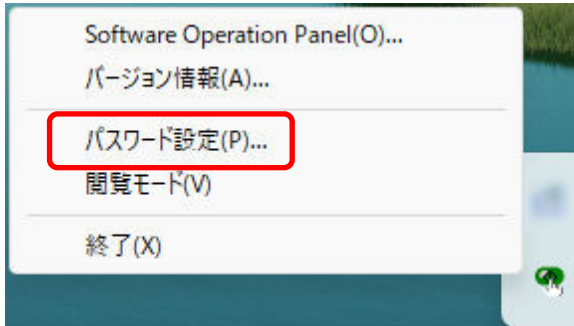 Software Operation Panel(O)...
バージョン情報(A)...
パスワード設定(P)...
閲覧モード(V)
終了(X)